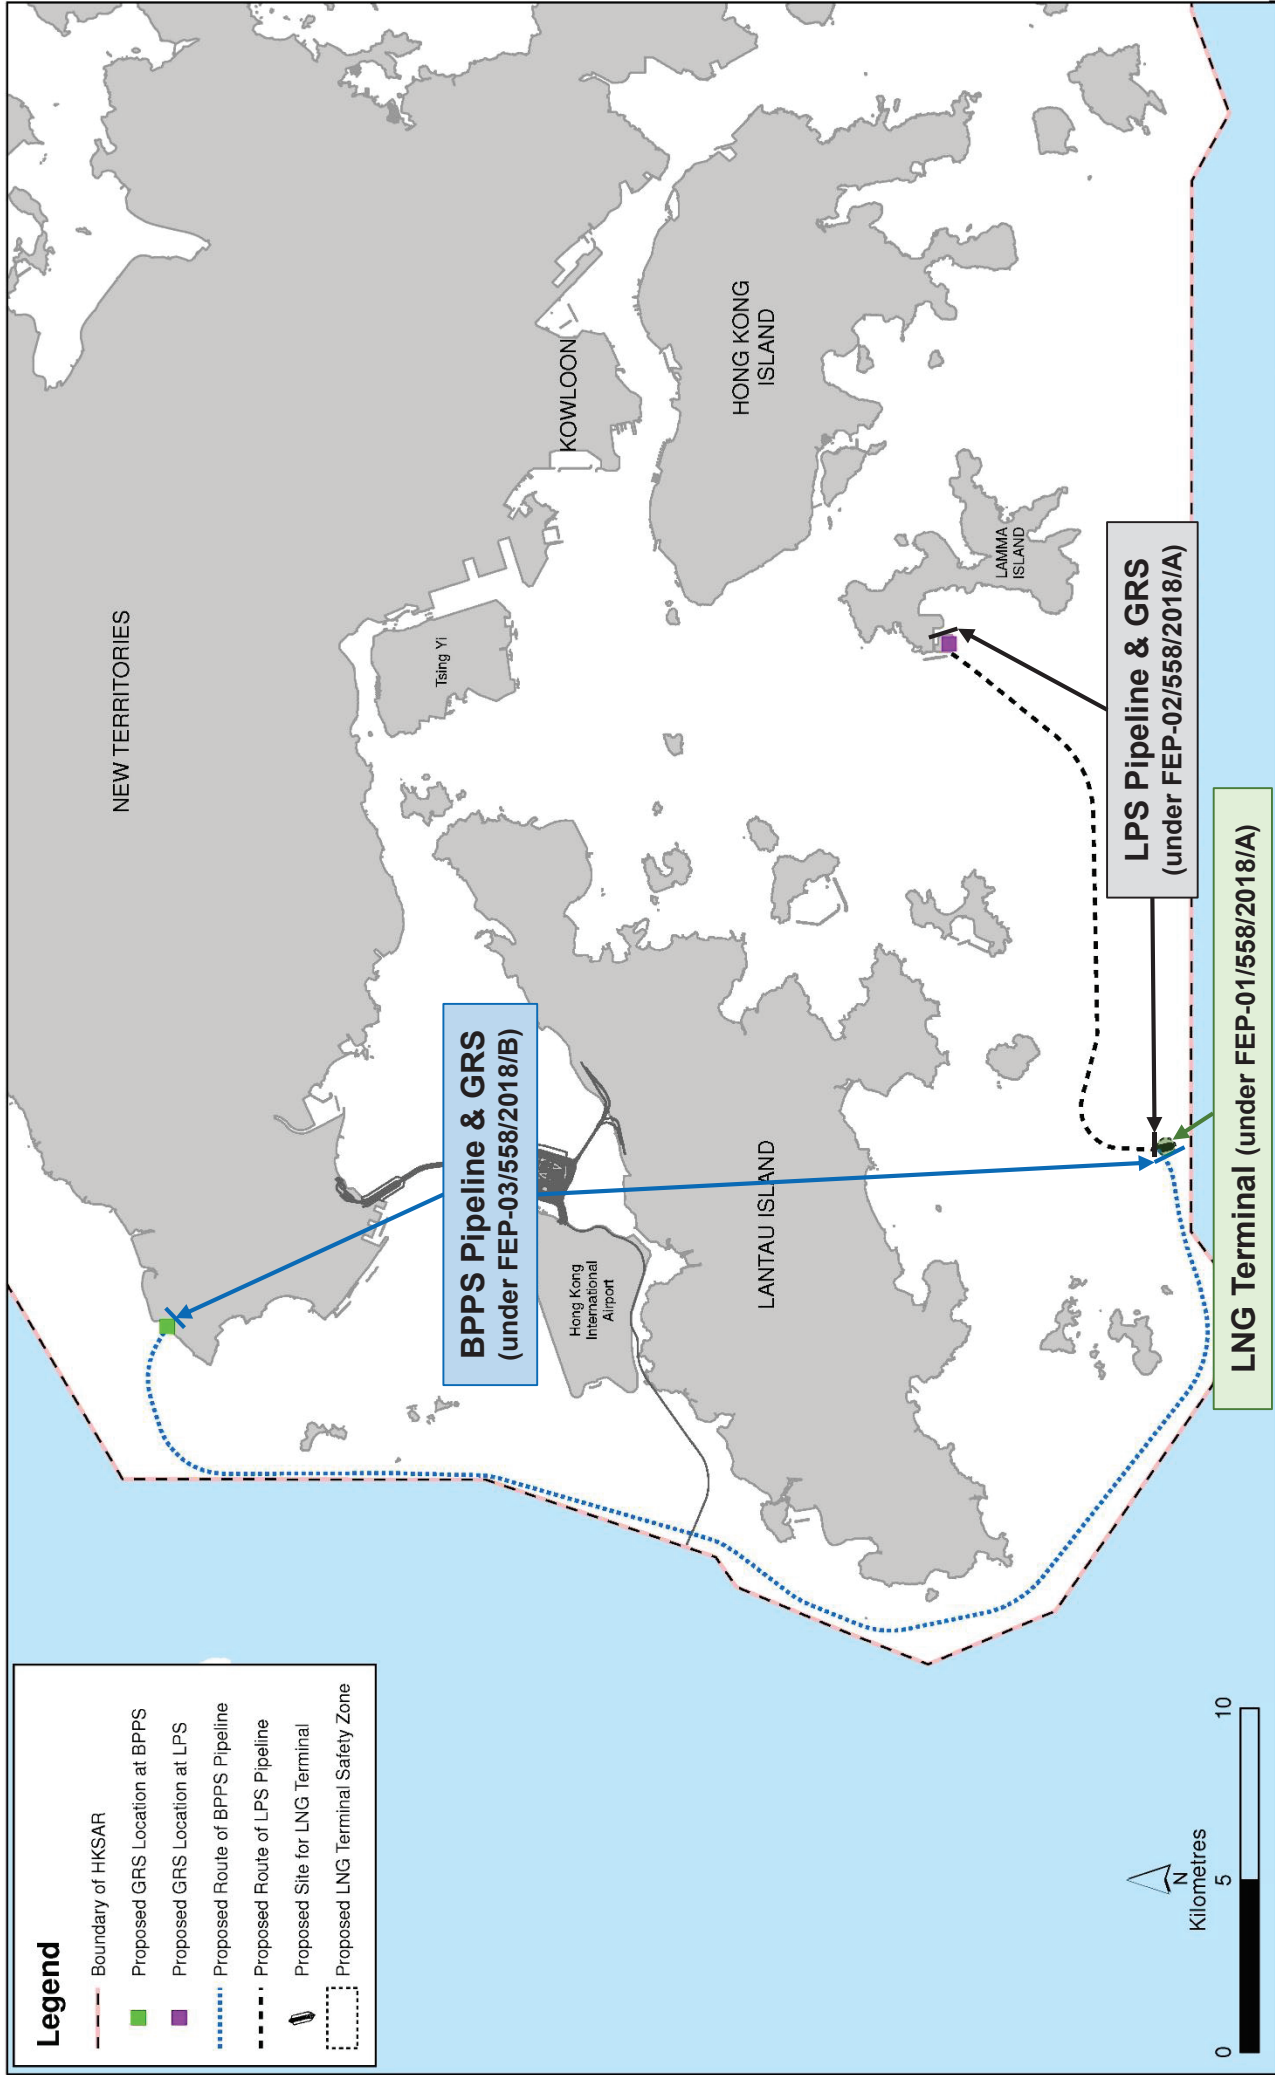 NEW TERRITORIES
Tsing Yi
KOWLOON
HONG KONG
ISLAND
LAMMA
ISLAND
LANTAU ISLAND
Hong Kong
International
Airport
BPPS Pipeline & GRS
(under FEP-03/558/2018/B)
LPS Pipeline & GRS
(under FEP-02/558/2018/A)
LNG Terminal (under FEP-01/558/2018/A)
Legend
Boundary of HKSAR
Proposed GRS Location at BPPS
Proposed GRS Location at LPS
Proposed Route of BPPS Pipeline
Proposed Route of LPS Pipeline
Proposed Site for LNG Terminal
Proposed LNG Terminal Safety Zone
N
Kilometres
0 5 10